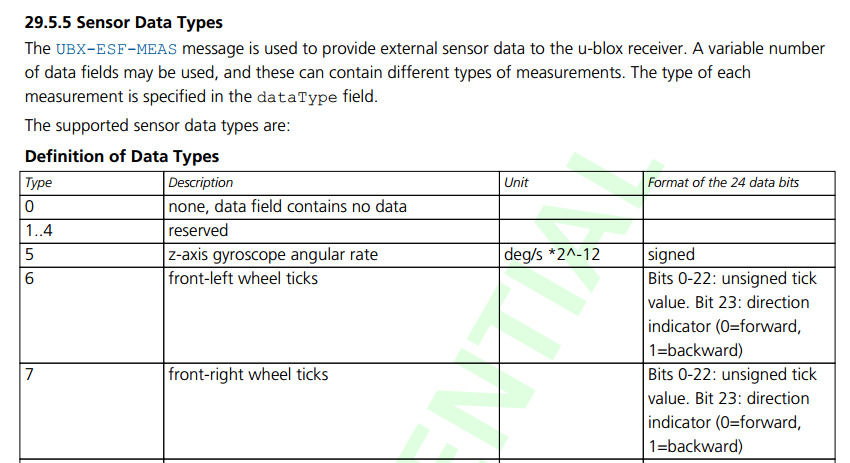 29.5.5 Sensor Data Types
The UBX-ESF-MEAS message is used to provide external sensor data to the u-blox receiver. A variable number
of data fields may be used, and these can contain different types of measurements. The type of each
measurement is specified in the dataType field.
The supported sensor data types are:
Definition of Data Types
Type Description Unit Format of the 24 data bits
0 none, data field contains no data
1..4 reserved
5 z-axis gyroscope angular rate deg/s *2^-12 signed
6 front-left wheel ticks Bits 0-22: unsigned tick
value. Bit 23: direction
indicator (0=forward,
1=backward)
7 front-right wheel ticks Bits 0-22: unsigned tick
value. Bit 23: direction
indicator (0=forward,
1=backward)
ENTIAL